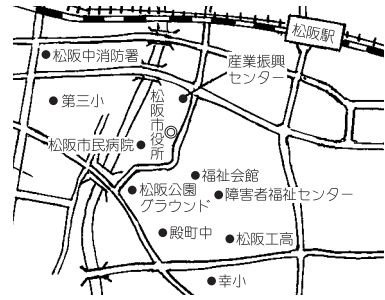 松阪駅
松阪中消防署
産業振興
センター
第三小
松阪市役所
松阪市民病院
福祉会館
松阪公園
グラウンド
障害者福祉センター
殿町中
松阪工高
幸小